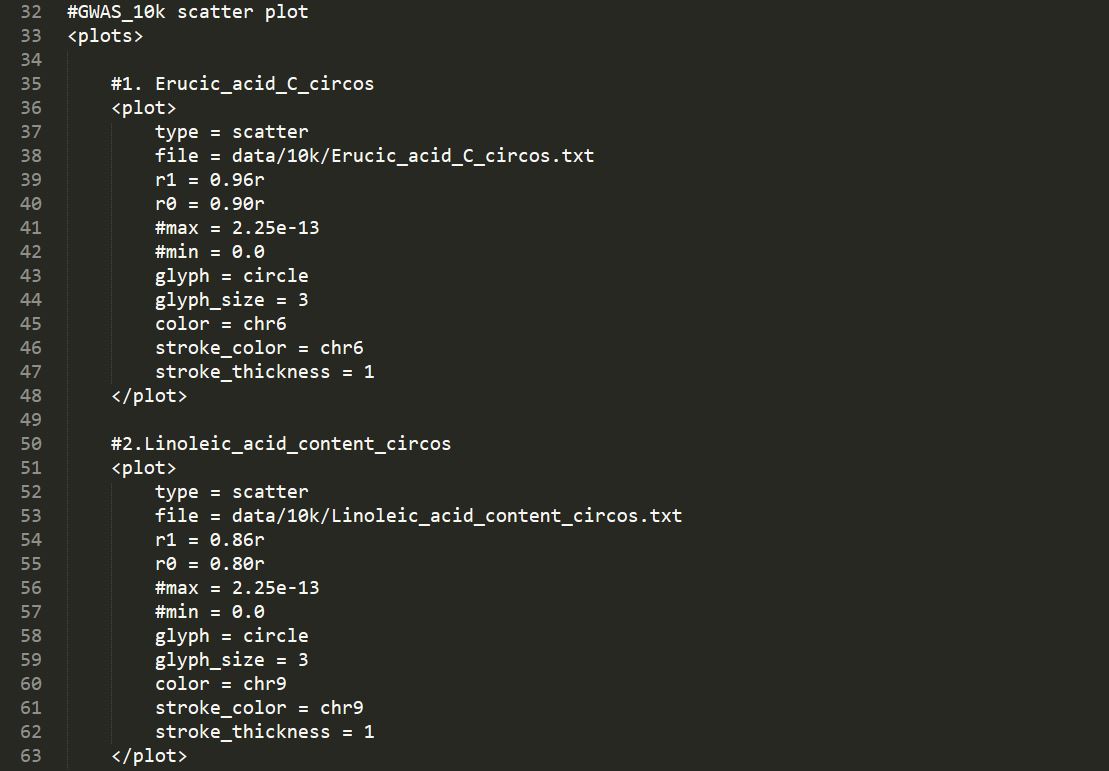 32 #GWAS_10k scatter plot
33 <plots>
34
35 #1. Erucic_acid_C_circos
36 <plot>
37 type = scatter
38 file = data/10k/Erucic_acid_C_circos.txt
39 r1 = 0.96r
40 r0 = 0.90r
41 #max = 2.25e-13
42 #min = 0.0
43 glyph = circle
44 glyph_size = 3
45 color = chr6
46 stroke_color = chr6
47 stroke_thickness = 1
48 </plot>
49
50 #2.Linoleic_acid_content_circos
51 <plot>
52 type = scatter
53 file = data/10k/Linoleic_acid_content_circos.txt
54 r1 = 0.86r
55 r0 = 0.80r
56 #max = 2.25e-13
57 #min = 0.0
58 glyph = circle
59 glyph_size = 3
60 color = chr9
61 stroke_color = chr9
62 stroke_thickness = 1
63 </plot>